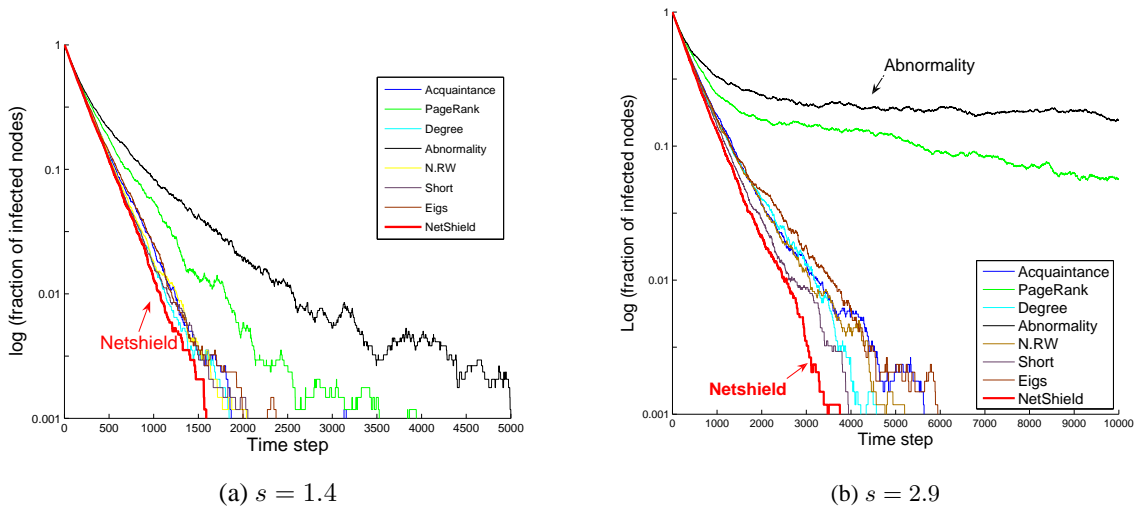 log (fraction of infected nodes)
1
0.1
0.01
0.001
Acquaintance
PageRank
Degree
Abnormality
N.RW
Short
Eigs
NetShield
Netshield
0 500 1000 1500 2000 2500 3000 3500 4000 4500 5000
Time step
(a) s = 1.4
Log (fraction of infected nodes)
1
0.1
0.01
0.001
Abnormality
Acquaintance
PageRank
Degree
Abnormality
N.RW
Short
Eigs
NetShield
Netshield
0 1000 2000 3000 4000 5000 6000 7000 8000 9000 10000
Time step
(b) s = 2.9